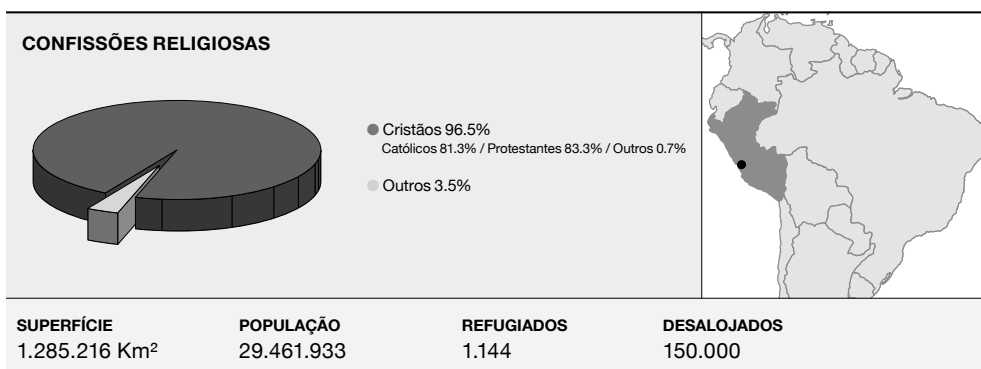 CONFISSÕES RELIGIOSAS
Cristãos 96.5%
Católicos 81.3% / Protestantes 83.3% / Outros 0.7%
Outros 3.5%
SUPERFÍCIE
1.285.216 Km²
POPULAÇÃO
29.461.933
REFUGIADOS
1.144
DESALOJADOS
150.000